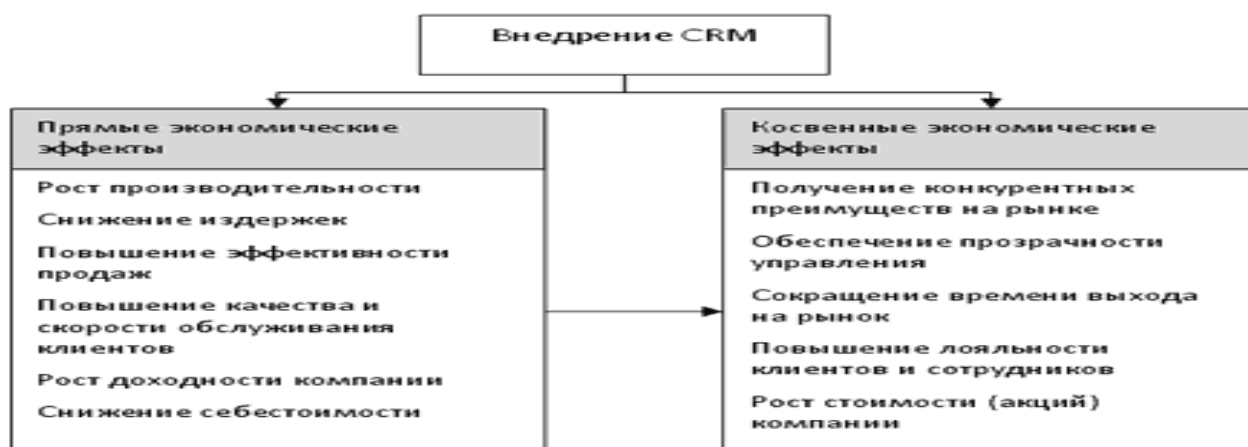 Внедрение CRM
Прямые экономические
эффекты
Рост производительности
Снижение издержек
Повышение эффективности
продаж
Повышение качества и
скорости обслуживания
клиентов
Рост доходности компании
Снижение себестоимости
Косвенные экономические
эффекты
Получение конкурентных
преимуществ на рынке
Обеспечение прозрачности
управления
Сокращение времени выхода
на рынок
Повышение лояльности
клиентов и сотрудников
Рост стоимости (акций)
компании